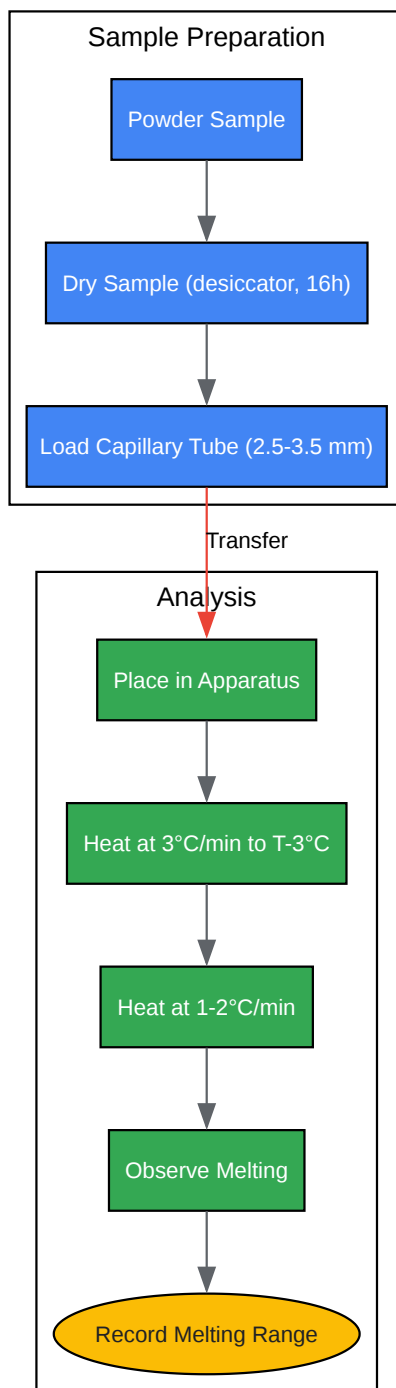 Sample Preparation
Powder Sample
Dry Sample (desiccator, 16h)
Load Capillary Tube (2.5-3.5 mm)
Transfer
Analysis
Place in Apparatus
Heat at 3°C/min to T-3°C
Heat at 1-2°C/min
Observe Melting
Record Melting Range